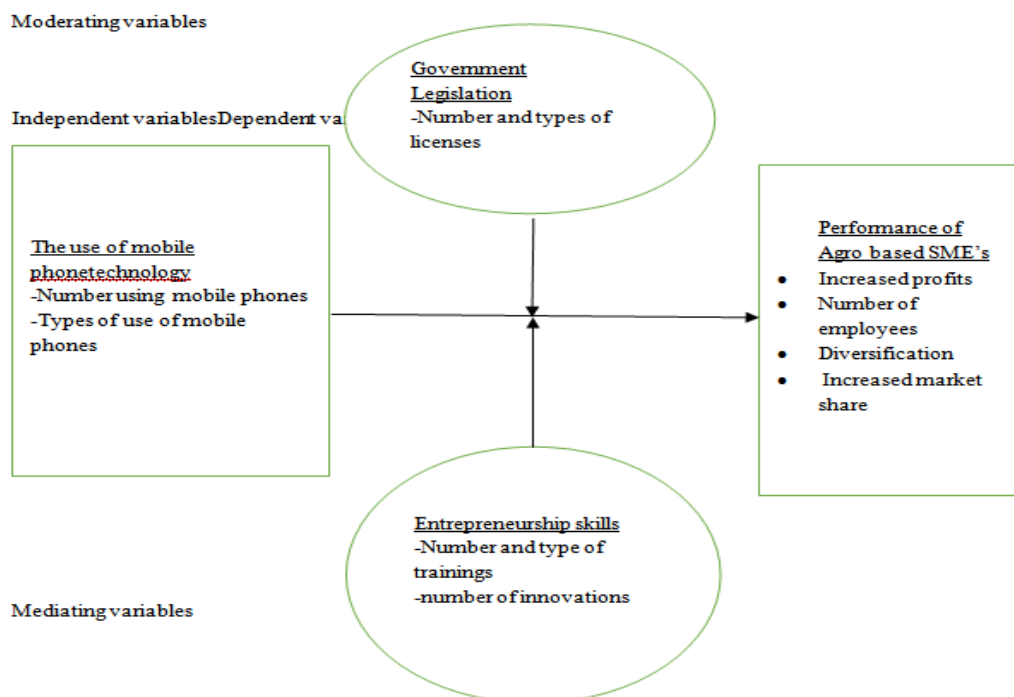 Moderating variables
Government
Legislation
-Number and types of
licenses
Independent variablesDependent va
The use of mobile
phonetechnology
-Number using mobile phones
-Types of use of mobile
phones
Performance of
Agro based SME's
• Increased profits
• Number of
employees
• Diversification
• Increased market
share
Entrepreneurship skills
-Number and type of
trainings
-number of innovations
Mediating variables